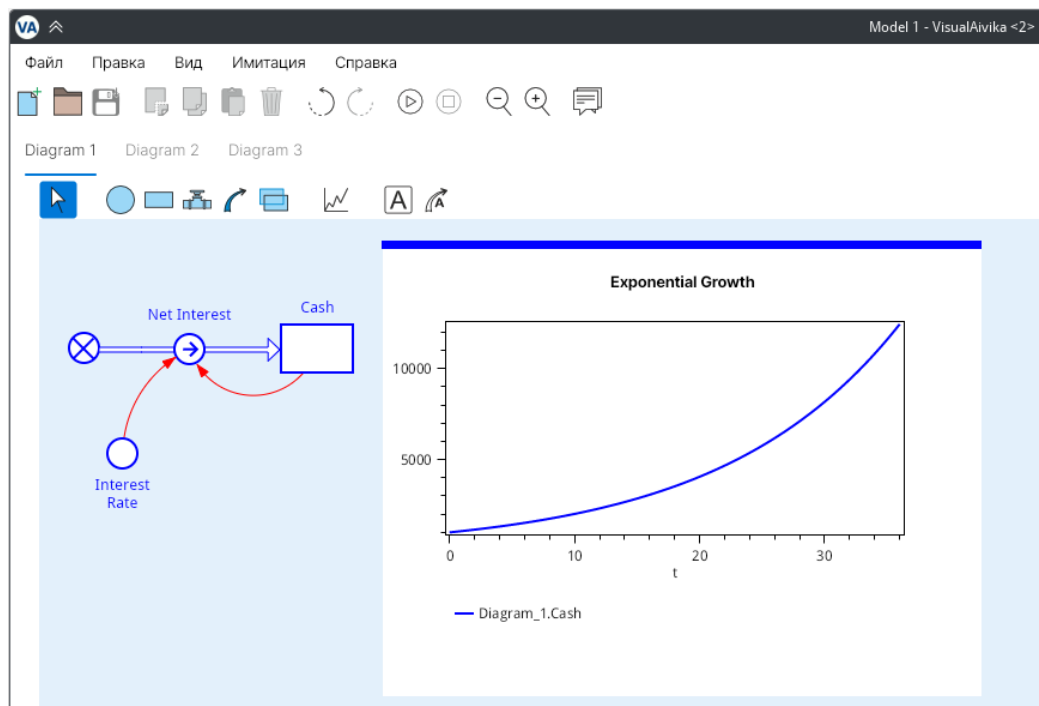 VA
Model 1 - VisualAivika <2>
Файл Правка Вид Имитация Справка
Diagram 1 Diagram 2 Diagram 3
A A
Exponential Growth
Net Interest
Cash
Interest
Rate
10000
5000
0 10 20 30
t
Diagram_1.Cash